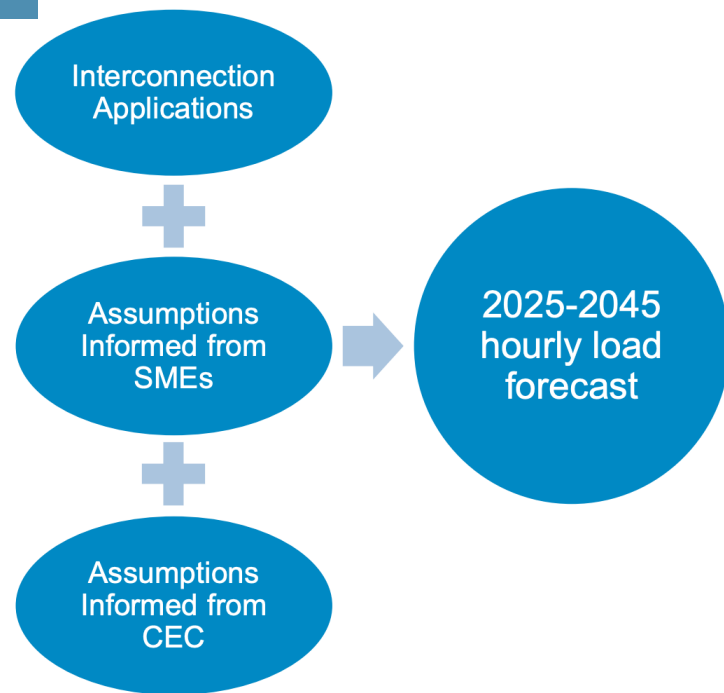 Interconnection
Applications
Assumptions
Informed from
SMEs
Assumptions
Informed from
CEC
2025-2045
hourly load
forecast